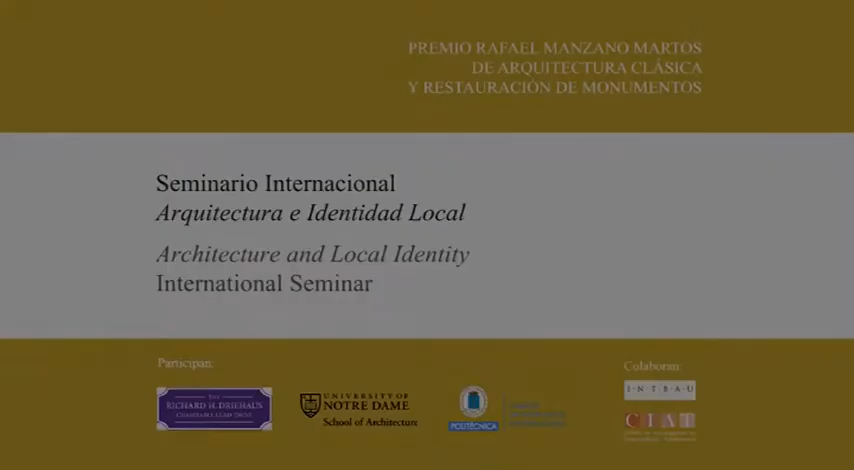 PREMIO RAFAEL MANZANO MARTOS
DE ARQUITECTURA CLÁSICA
Y RESTAURACIÓN DE MONUMENTOS
Seminario Internacional
Arquitectura e Identidad Local
Architecture and Local Identity
International Seminar
Participan:
Colaboran:
THE
RICHARD H. DRIEHAUS
CHARITABLE LEAD TRUST
UNIVERSITY OF
NOTRE DAME
School of Architecture
POLITÉCNICA
I·N·T·B·A·U
CIAT